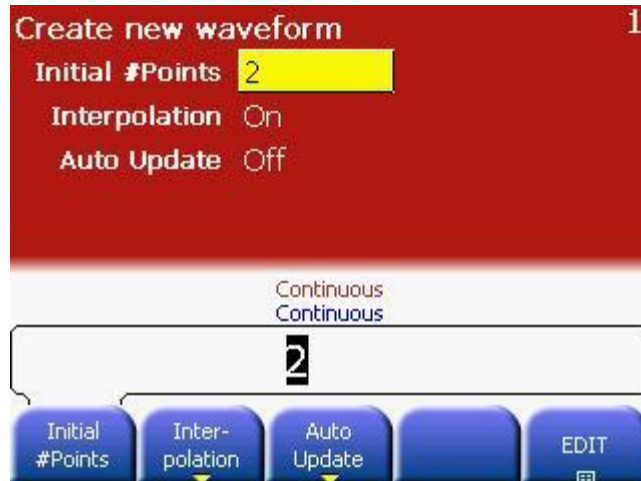 Create new waveform 1
Initial #Points 2
Interpolation On
Auto Update Off
Continuous
Continuous
2
Initial
#Points
Inter-
polation
Auto
Update
EDIT